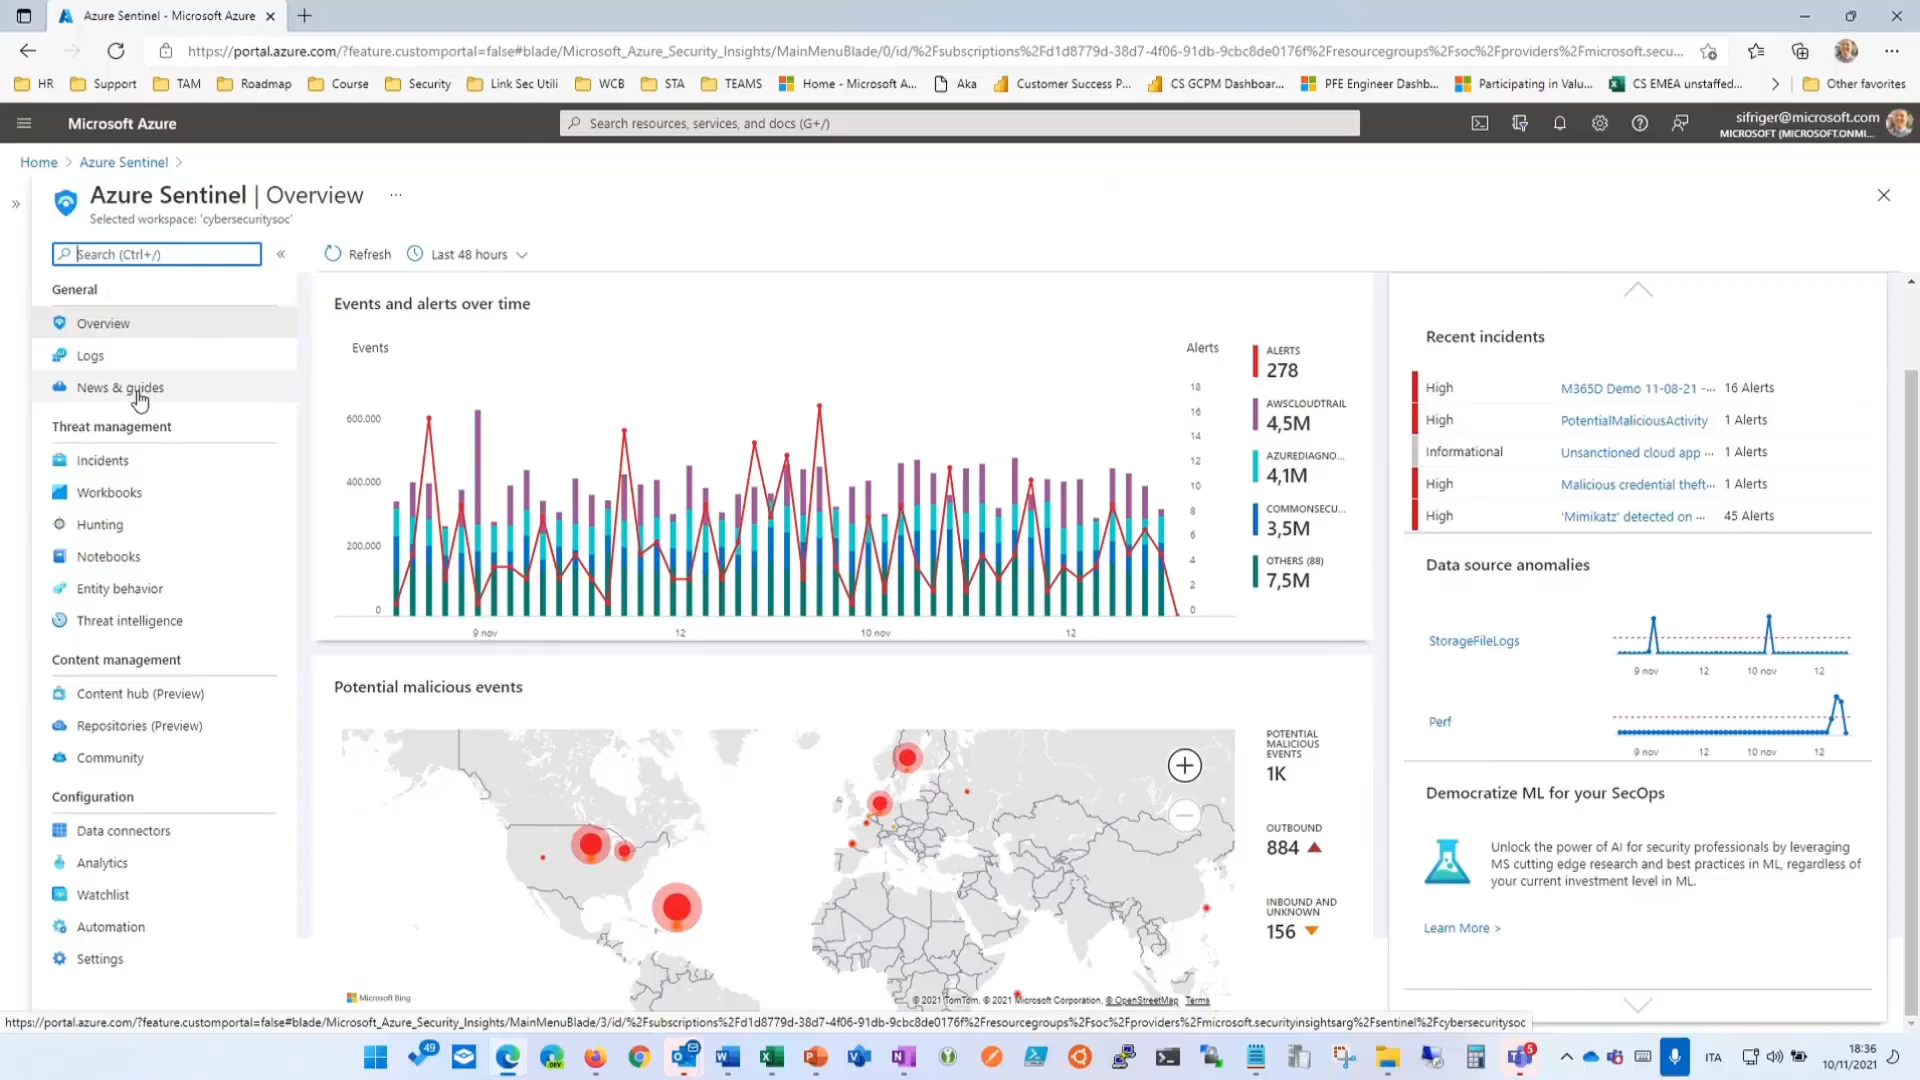 Azure Sentinel - Microsoft Azure
https://portal.azure.com/?feature.customportal=false#blade/Microsoft_Azure_Security_Insights/MainMenuBlade/0/id/%2Fsubscriptions%2Fd1d8779d-38d7-4f06-91db-9cbc8de0176f%2Fresourcegroups%2Fsoc%2Fproviders%2Fmicrosoft.secu...
HR Support TAM Roadmap Course Security Link Sec Utili WCB STA TEAMS Home - Microsoft A... Aka Customer Success P... CS GCPM Dashboar... PFE Engineer Dashb... Participating in Valu... CS EMEA unstaffed... Other favorites
Microsoft Azure
Search resources, services, and docs (G+/)
sifriger@microsoft.com
MICROSOFT (MICROSOFT.ONMI...
Home > Azure Sentinel >
Azure Sentinel | Overview ...
Selected workspace: 'cybersecuritysoc'
Search (Ctrl+/)
«
Refresh
Last 48 hours
General
Overview
Logs
News & guides
Threat management
Incidents
Workbooks
Hunting
Notebooks
Entity behavior
Threat intelligence
Content management
Content hub (Preview)
Repositories (Preview)
Community
Configuration
Data connectors
Analytics
Watchlist
Automation
Settings
Events and alerts over time
Events
Alerts
600.000
400.000
200.000
0
18
16
14
12
10
8
6
4
2
0
9 nov 12 10 nov 12
ALERTS
278
AWSCLOUDTRAIL
4,5M
AZUREDIAGNO...
4,1M
COMMONSECU...
3,5M
OTHERS (88)
7,5M
Potential malicious events
POTENTIAL
MALICIOUS
EVENTS
1K
OUTBOUND
884
INBOUND AND
UNKNOWN
156
Microsoft Bing
© 2021 TomTom, © 2021 Microsoft Corporation, © OpenStreetMap Terms
Recent incidents
High M365D Demo 11-08-21 -... 16 Alerts
High PotentialMaliciousActivity 1 Alerts
Informational Unsanctioned cloud app ... 1 Alerts
High Malicious credential theft... 1 Alerts
High 'Mimikatz' detected on ... 45 Alerts
Data source anomalies
StorageFileLogs
9 nov 12 10 nov 12
Perf
9 nov 12 10 nov 12
Democratize ML for your SecOps
Unlock the power of AI for security professionals by leveraging
MS cutting edge research and best practices in ML, regardless of
your current investment level in ML.
Learn More >
https://portal.azure.com/?feature.customportal=false#blade/Microsoft_Azure_Security_Insights/MainMenuBlade/3/id/%2Fsubscriptions%2Fd1d8779d-38d7-4f06-91db-9cbc8de0176f%2Fresourcegroups%2Fsoc%2Fproviders%2Fmicrosoft.securityinsightsarg%2Fsentinel%2Fcybersecuritysoc
49
DEV
5
ITA
18:36
10/11/2021